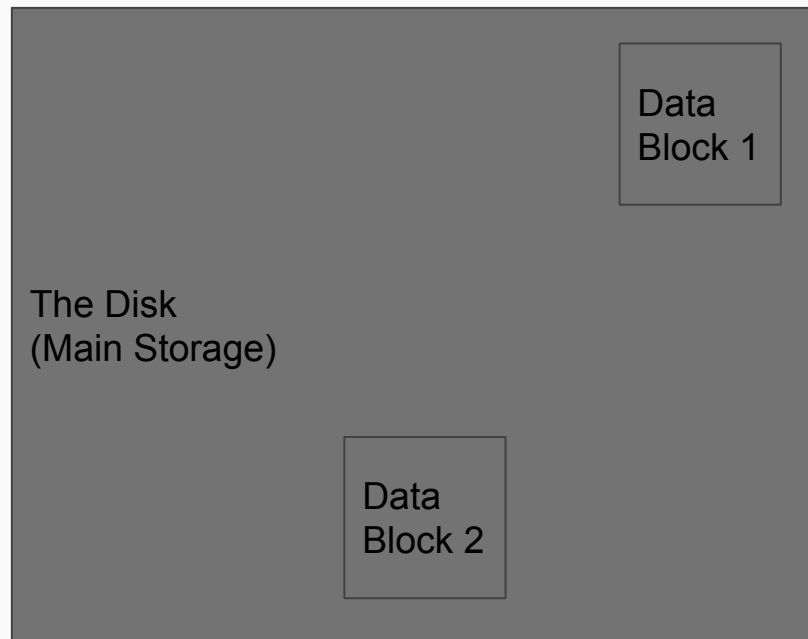 Data
Block 1
The Disk
(Main Storage)
Data
Block 2